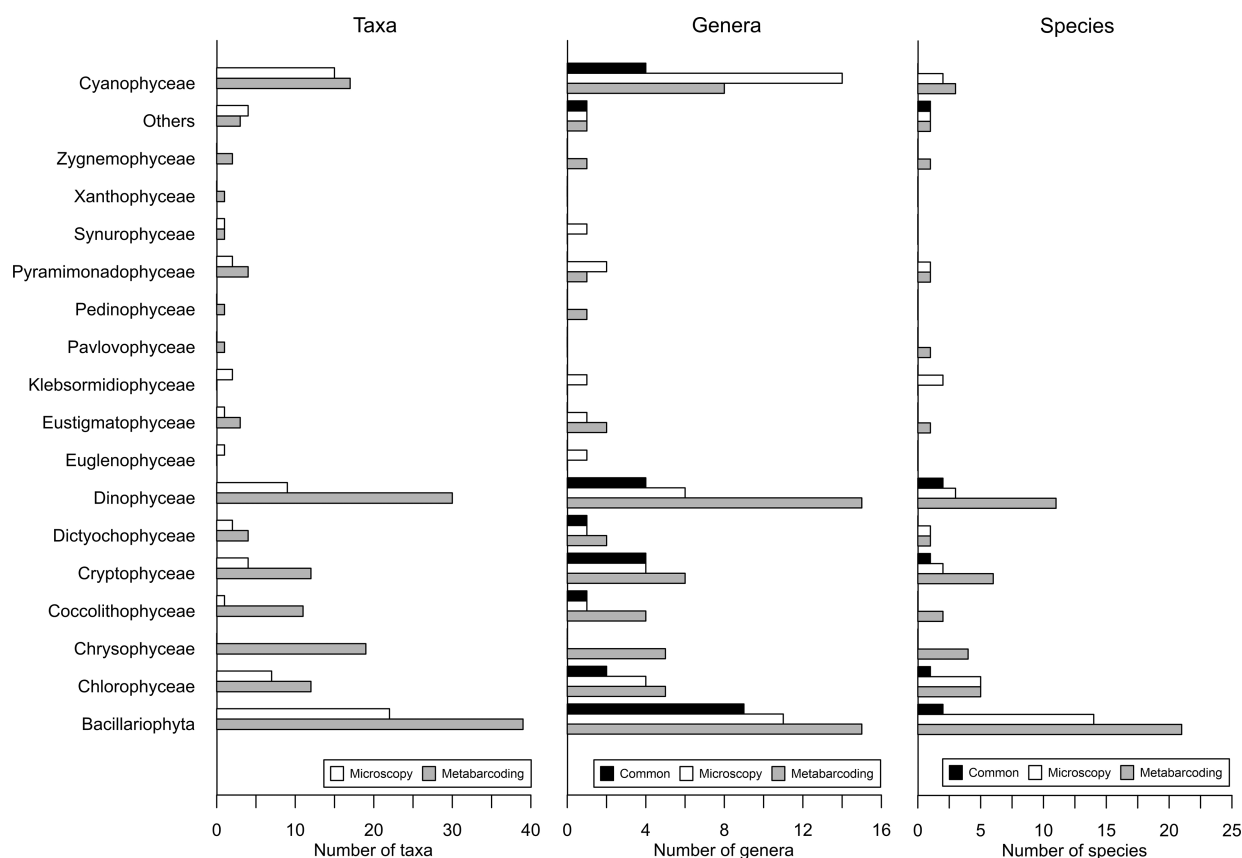 Taxa Genera Species
Cyanophyceae
Others
Zygnemophyceae
Xanthophyceae
Synurophyceae
Pyramimonadophyceae
Pedinophyceae
Pavlovophyceae
Klebsormidiophyceae
Eustigmatophyceae
Euglenophyceae
Dinophyceae
Dictyochophyceae
Cryptophyceae
Coccolithophyceae
Chrysophyceae
Chlorophyceae
Bacillariophyta
Microscopy Metabarcoding Common Microscopy Metabarcoding Common Microscopy Metabarcoding
0 10 20 30 40 0 4 8 12 16 0 5 10 15 20 25
Number of taxa Number of genera Number of species